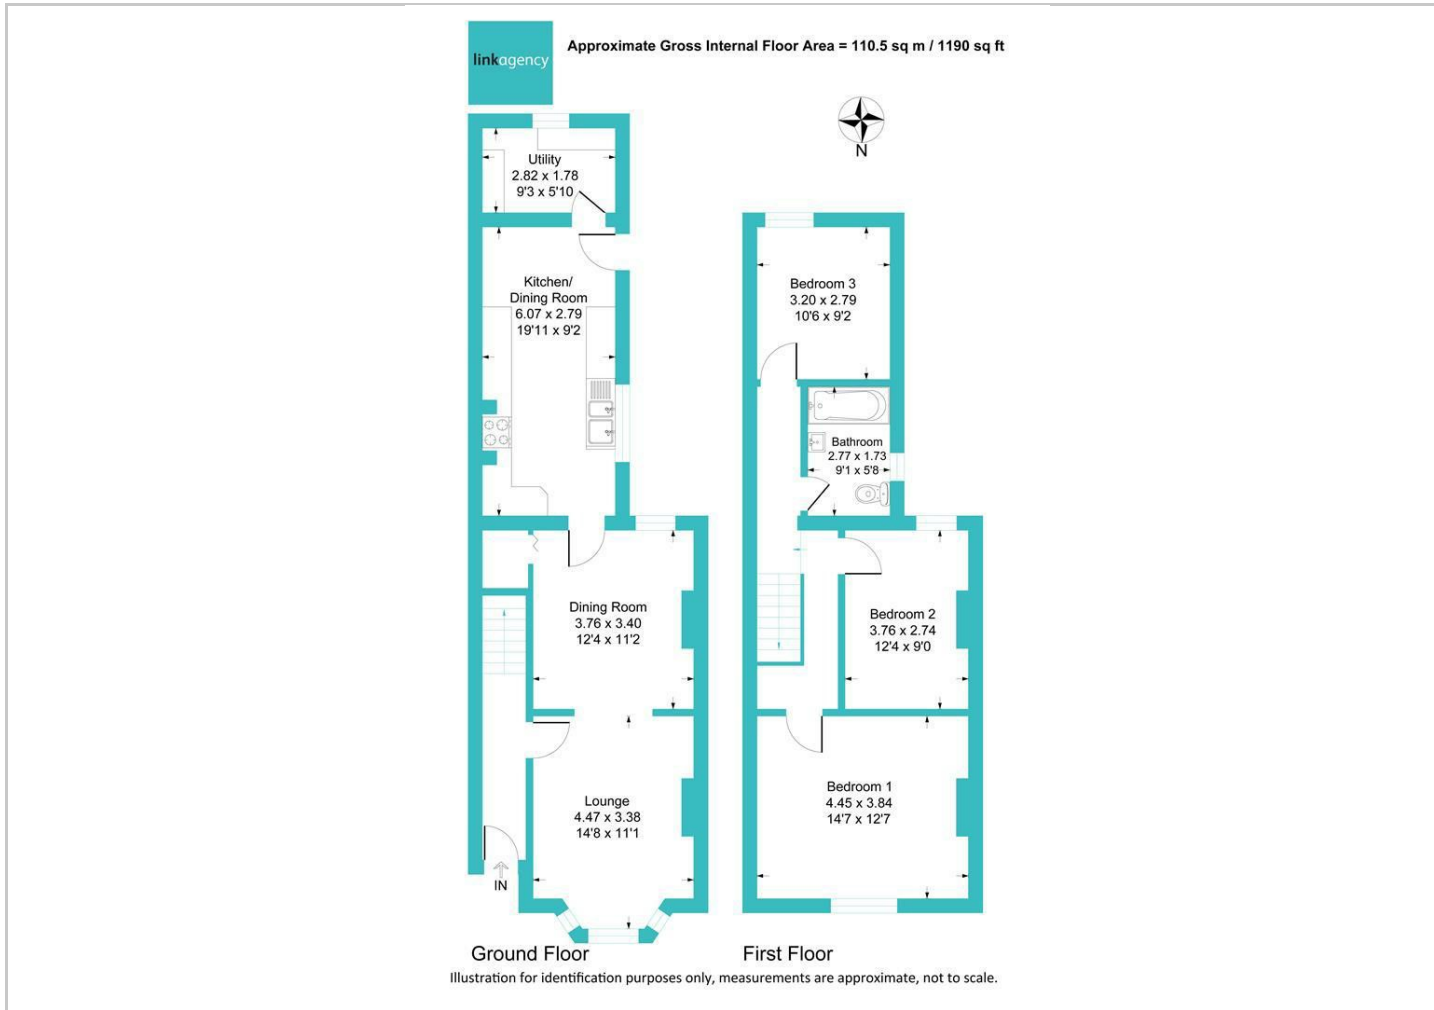 linkagency
Approximate Gross Internal Floor Area = 110.5 sq m / 1190 sq ft
N
Utility
2.82 x 1.78
9'3 x 5'10
Kitchen/
Dining Room
6.07 x 2.79
19'11 x 9'2
Dining Room
3.76 x 3.40
12'4 x 11'2
Lounge
4.47 x 3.38
14'8 x 11'1
IN
Ground Floor
Bedroom 3
3.20 x 2.79
10'6 x 9'2
Bathroom
2.77 x 1.73
9'1 x 5'8
Bedroom 2
3.76 x 2.74
12'4 x 9'0
Bedroom 1
4.45 x 3.84
14'7 x 12'7
First Floor
Illustration for identification purposes only, measurements are approximate, not to scale.